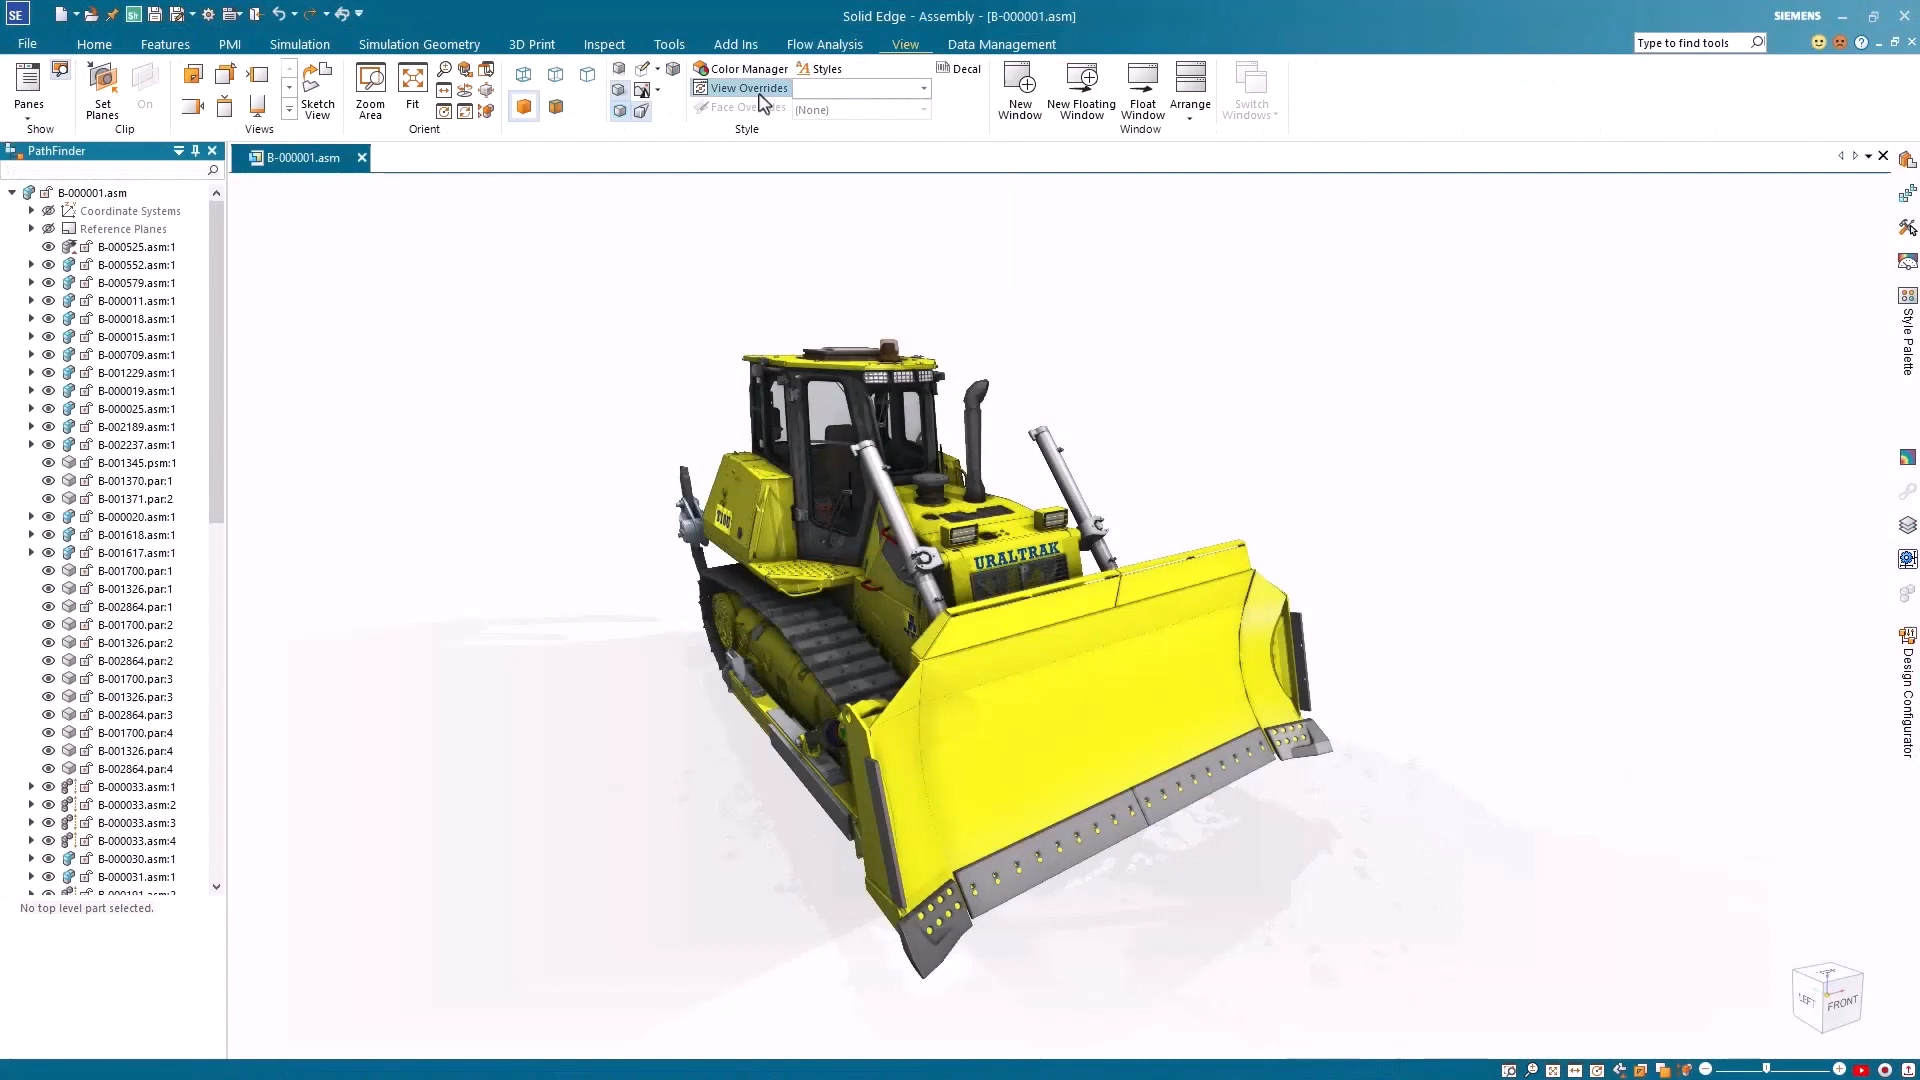 SE
Sh
Solid Edge - Assembly - [B-000001.asm]
SIEMENS
File
Home
Features
PMI
Simulation
Simulation Geometry
3D Print
Inspect
Tools
Add Ins
Flow Analysis
View
Data Management
Type to find tools
Panes
Set Planes
On
Sketch View
Zoom Area
Fit
Color Manager
Styles
View Overrides
Face Overrides
(None)
Decal
New Window
New Floating Window
Float Window
Arrange
Switch Windows
Show
Clip
Views
Orient
Style
Window
PathFinder
B-000001.asm
B-000001.asm
Coordinate Systems
Reference Planes
B-000525.asm:1
B-000552.asm:1
B-000579.asm:1
B-000011.asm:1
B-000018.asm:1
B-000015.asm:1
B-000709.asm:1
B-001229.asm:1
B-000019.asm:1
B-000025.asm:1
B-002189.asm:1
B-002237.asm:1
B-001345.psm:1
B-001370.par:1
B-001371.par:2
B-000020.asm:1
B-001618.asm:1
B-001617.asm:1
B-001700.par:1
B-001326.par:1
B-002864.par:1
B-001700.par:2
B-001326.par:2
B-002864.par:2
B-001700.par:3
B-001326.par:3
B-002864.par:3
B-001700.par:4
B-001326.par:4
B-002864.par:4
B-000033.asm:1
B-000033.asm:2
B-000033.asm:3
B-000033.asm:4
B-000030.asm:1
B-000031.asm:1
B-000191.asm:2
No top level part selected.
URALTRAK
Style Palette
Design Configurator
LEFT
FRONT